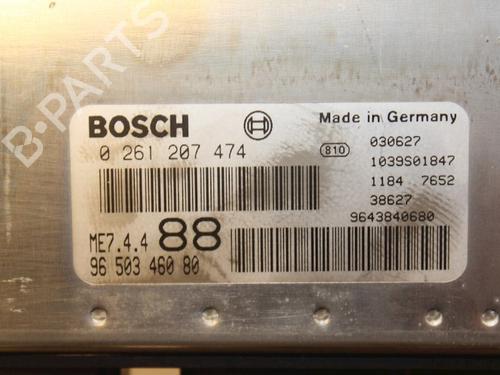 B-PARTS
BOSCH
Made in Germany
0 261 207 474
810
030627
1039S01847
1184 7652
38627
9643840680
ME7.4.4 88
96 503 460 80